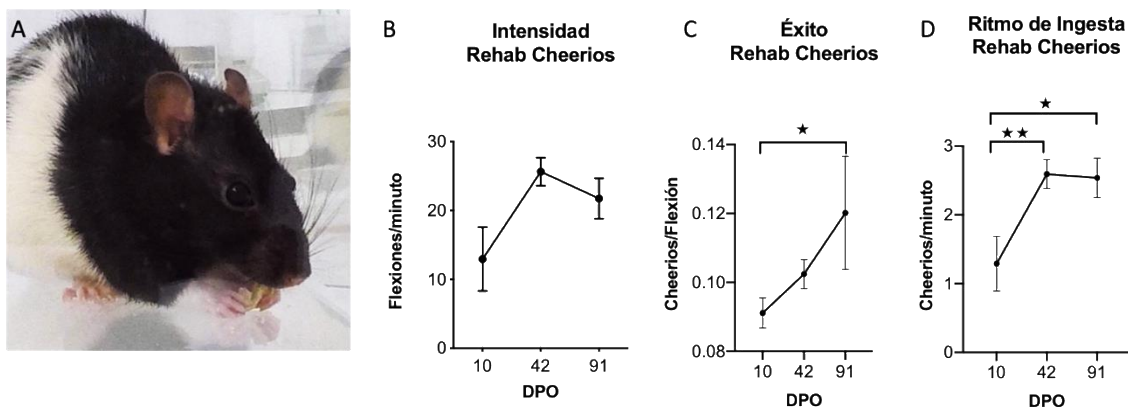 A
B
Intensidad
Rehab Cheerios
Flexiones/minuto
30
20
10
0
10 42 91
DPO
C
Éxito
Rehab Cheerios
Cheerios/Flexión
0.14
0.12
0.10
0.08
10 42 91
DPO
D
Ritmo de Ingesta
Rehab Cheerios
Cheerios/minuto
3
2
1
0
10 42 91
DPO